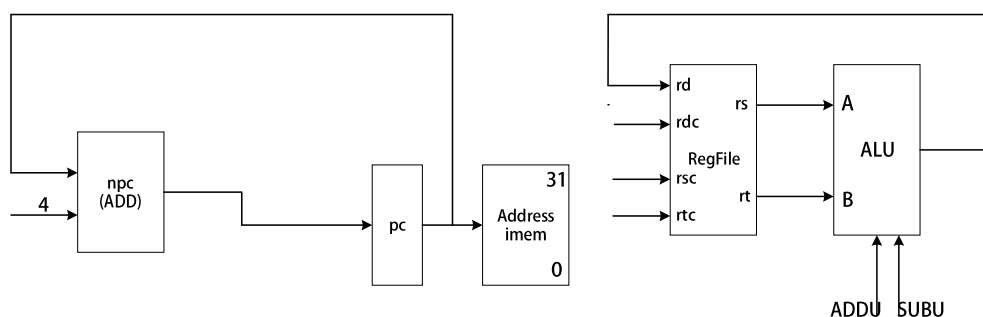 npc
(ADD)
4
pc
31
Address
imem
0
rd
rdc
rsc
rtc
RegFile
rs
rt
A
B
ALU
ADDU
SUBU